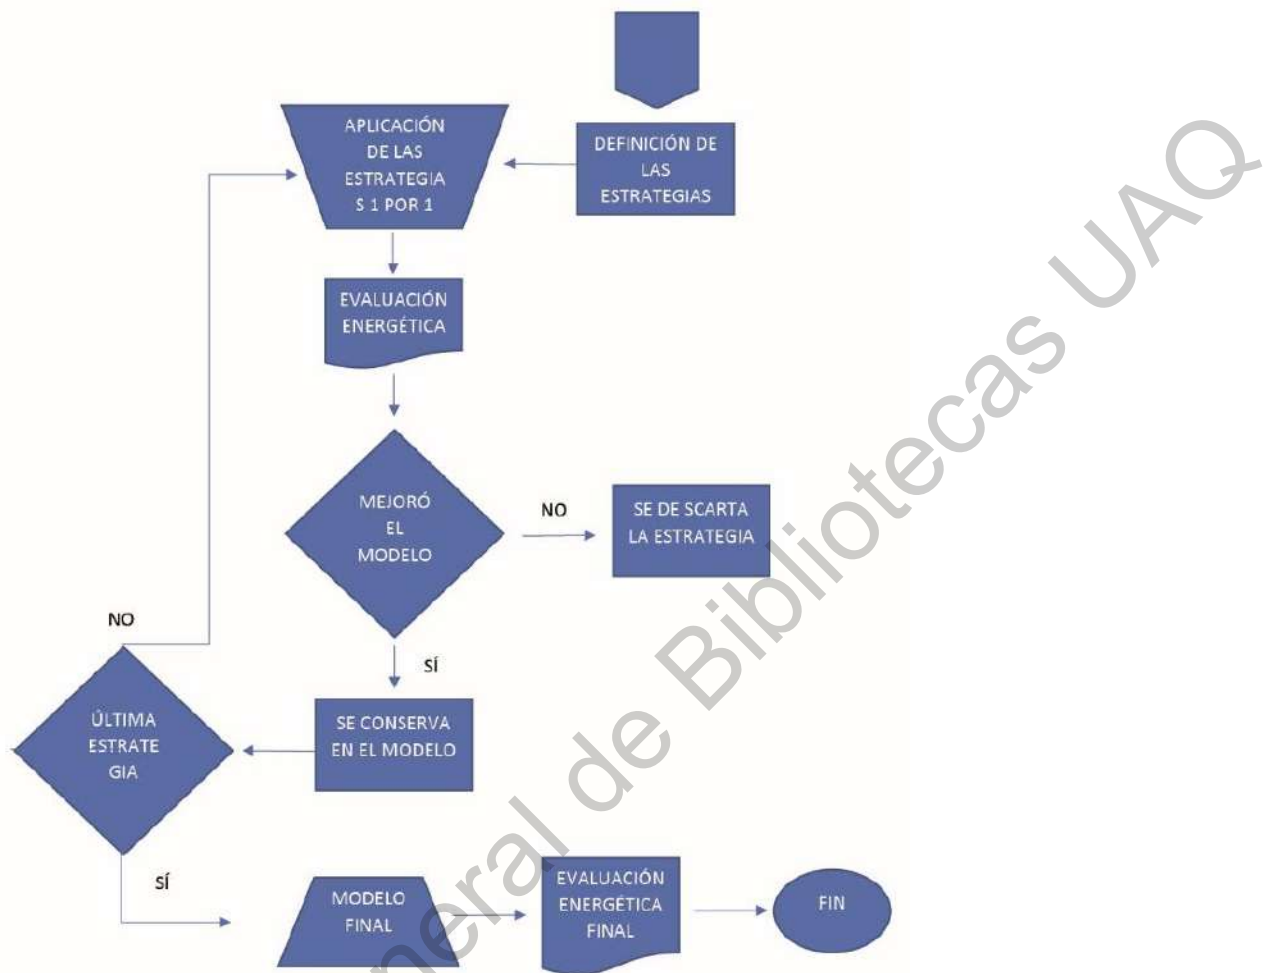 DEFINICIÓN DE
LAS
ESTRATEGIAS
APLICACIÓN
DE LAS
ESTRATEGIA
S 1 POR 1
EVALUACIÓN
ENERGÉTICA
MEJORÓ
EL
MODELO
NO
SE DE SCARTA
LA ESTRATEGIA
SÍ
SE CONSERVA
EN EL MODELO
ÚLTIMA
ESTRATE
GIA
NO
SÍ
MODELO
FINAL
EVALUACIÓN
ENERGÉTICA
FINAL
FIN
neral de Bibliotecas UAQ